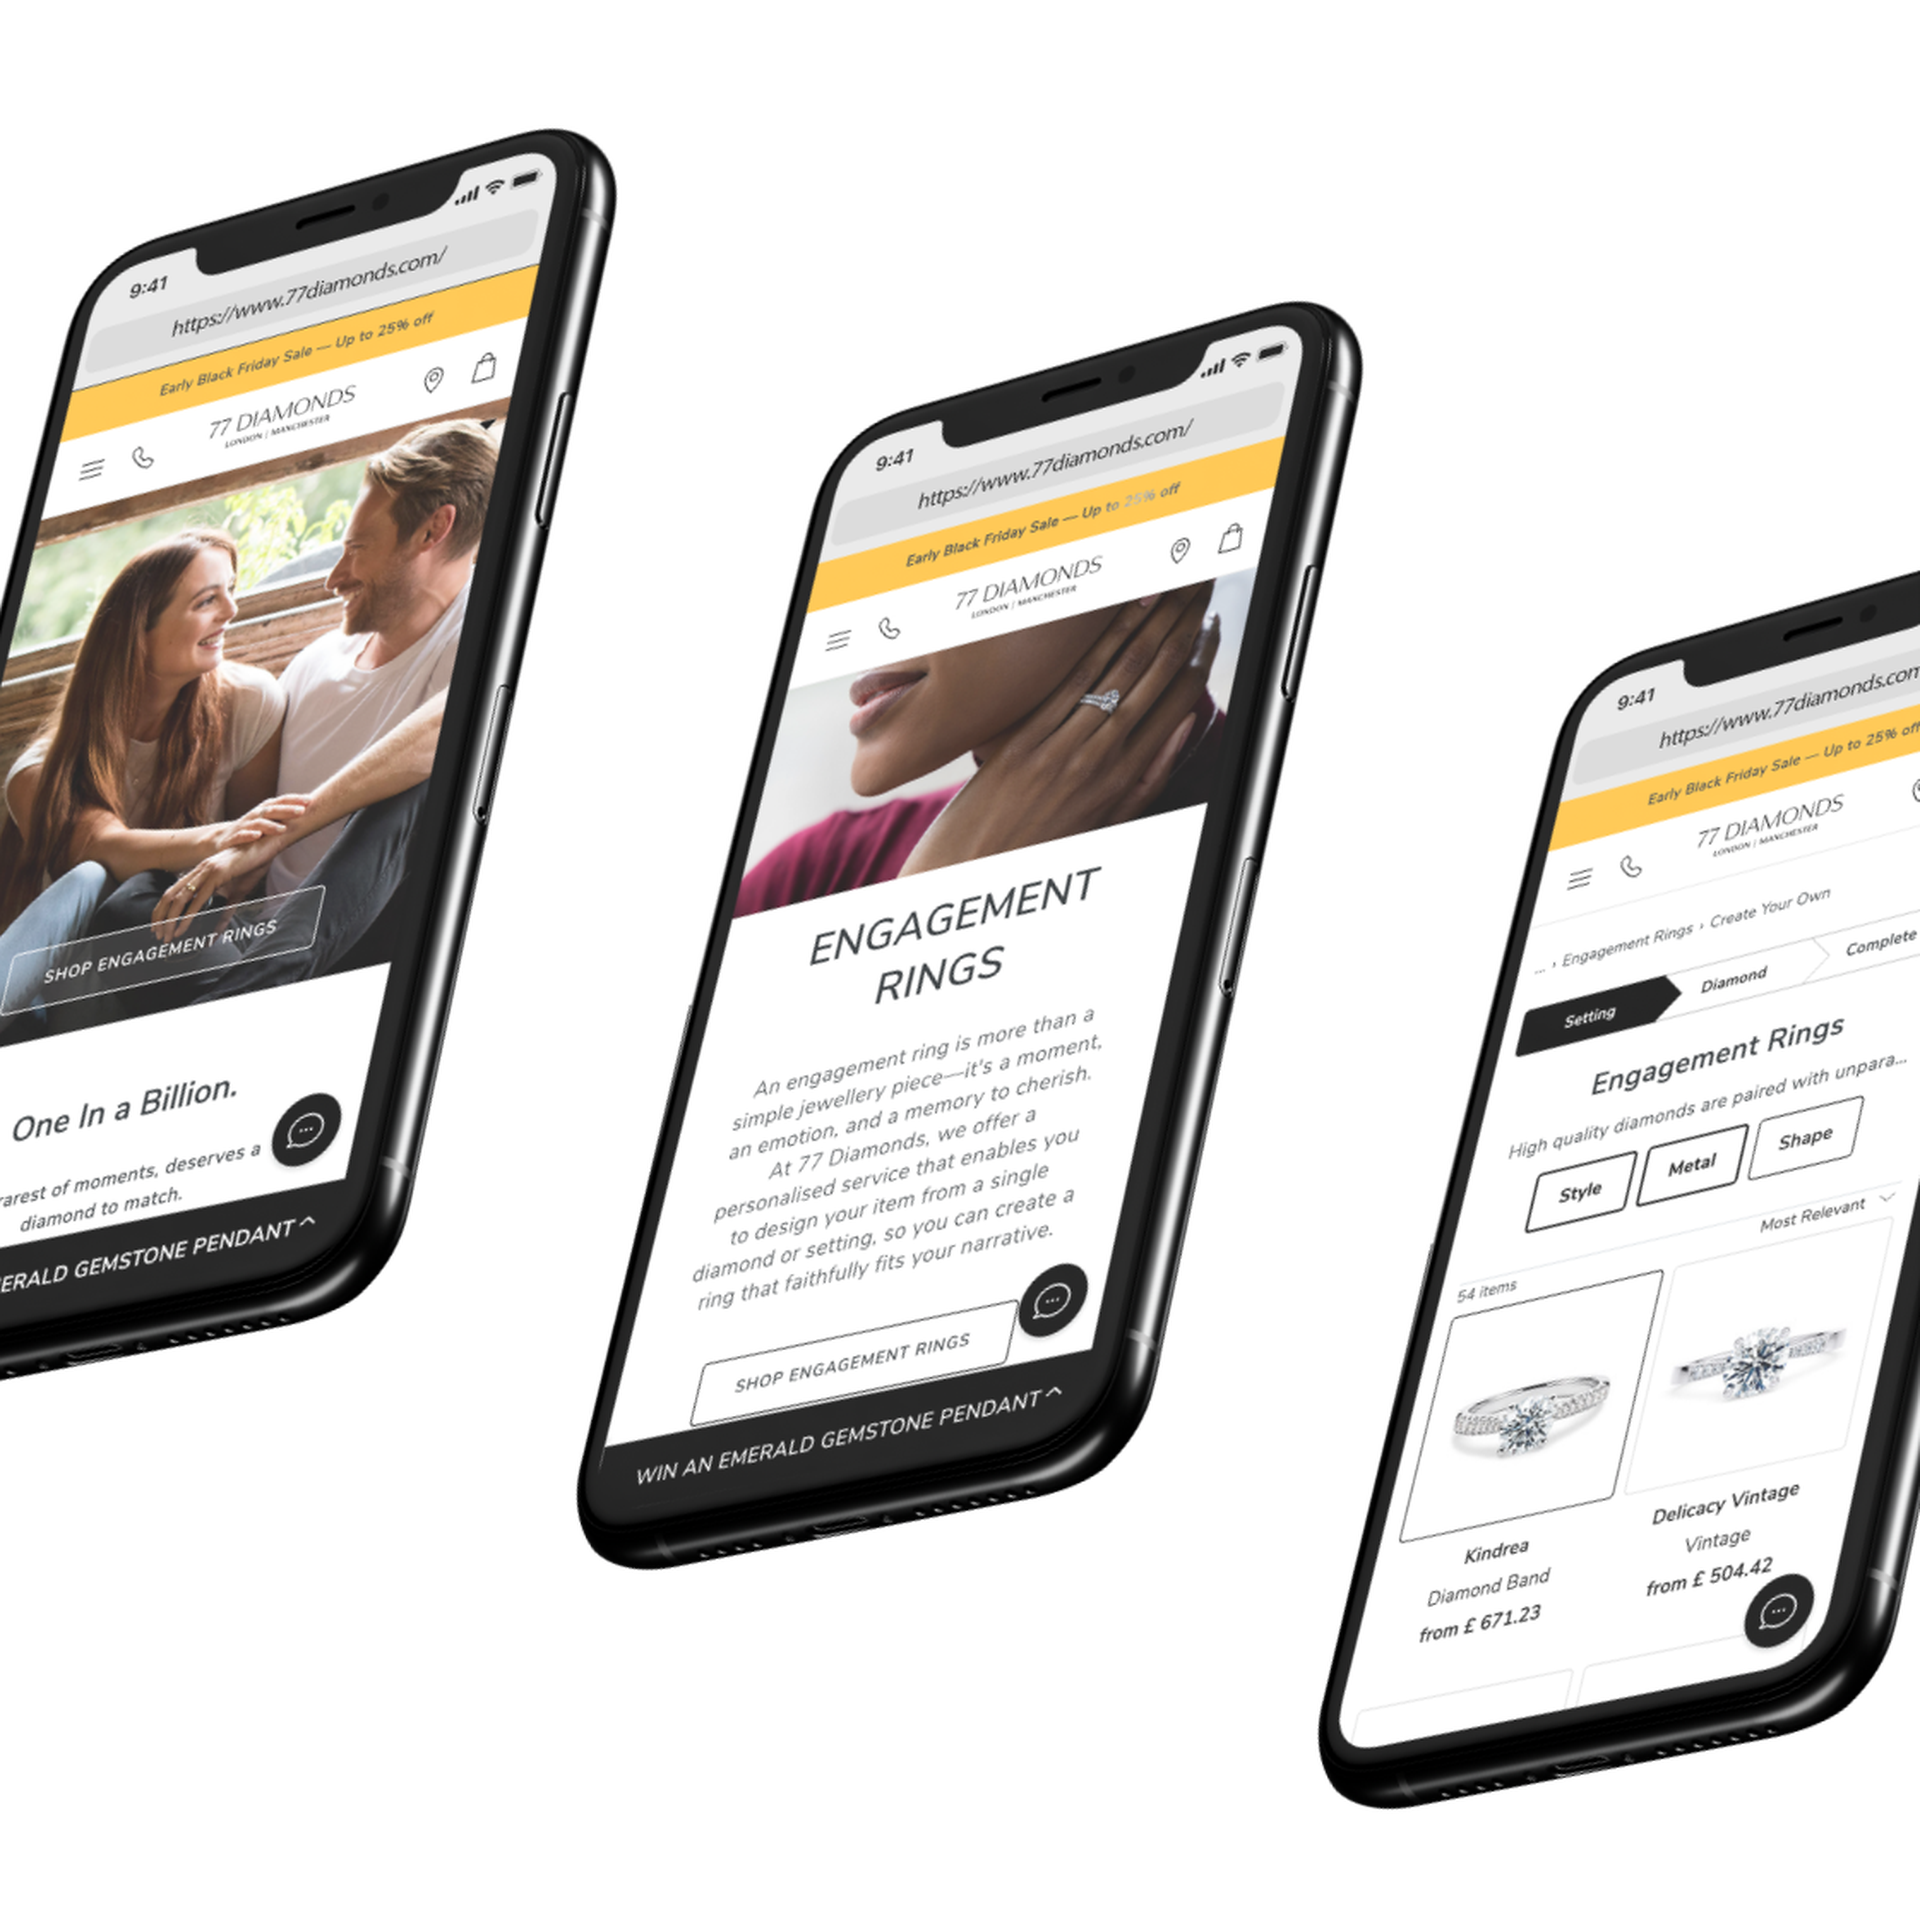 9:41
https://www.77diamonds.com/
Early Black Friday Sale — Up to 25% off
77 DIAMONDS
LONDON | MANCHESTER
SHOP ENGAGEMENT RINGS
One In a Billion.
rarest of moments, deserves a
diamond to match.
ERALD GEMSTONE PENDANT
9:41
https://www.77diamonds.com/
Early Black Friday Sale — Up to 25% off
77 DIAMONDS
LONDON | MANCHESTER
ENGAGEMENT
RINGS
An engagement ring is more than a
simple jewellery piece—it's a moment,
an emotion, and a memory to cherish.
At 77 Diamonds, we offer a
personalised service that enables you
to design your item from a single
diamond or setting, so you can create a
ring that faithfully fits your narrative.
SHOP ENGAGEMENT RINGS
WIN AN EMERALD GEMSTONE PENDANT
9:41
https://www.77diamonds.com
Early Black Friday Sale — Up to 25% off
77 DIAMONDS
LONDON | MANCHESTER
... › Engagement Rings › Create Your Own
Setting Diamond Complete
Engagement Rings
High quality diamonds are paired with unpara...
Style Metal Shape
Most Relevant
54 items
Kindrea
Diamond Band
from £ 671.23
Delicacy Vintage
Vintage
from £ 504.42